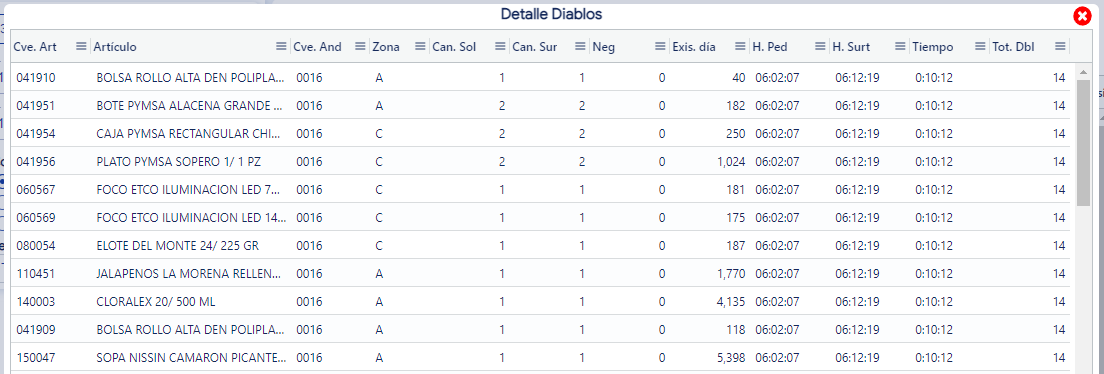 Detalle Diablos
Cve. Art Artículo Cve. And Zona Can. Sol Can. Sur Neg Exis. día H. Ped H. Surt Tiempo Tot. Dbl
041910 BOLSA ROLLO ALTA DEN POLIPLA... 0016 A 1 1 0 40 06:02:07 06:12:19 0:10:12 14
041951 BOTE PYMSA ALACENA GRANDE ... 0016 A 2 2 0 182 06:02:07 06:12:19 0:10:12 14
041954 CAJA PYMSA RECTANGULAR CHI... 0016 C 2 2 0 250 06:02:07 06:12:19 0:10:12 14
041956 PLATO PYMSA SOPERO 1/ 1 PZ 0016 C 2 2 0 1,024 06:02:07 06:12:19 0:10:12 14
060567 FOCO ETCO ILUMINACION LED 7... 0016 C 1 1 0 181 06:02:07 06:12:19 0:10:12 14
060569 FOCO ETCO ILUMINACION LED 14... 0016 C 1 1 0 175 06:02:07 06:12:19 0:10:12 14
080054 ELOTE DEL MONTE 24/ 225 GR 0016 C 1 1 0 187 06:02:07 06:12:19 0:10:12 14
110451 JALAPENOS LA MORENA RELLEN... 0016 A 1 1 0 1,770 06:02:07 06:12:19 0:10:12 14
140003 CLORALEX 20/ 500 ML 0016 A 1 1 0 4,135 06:02:07 06:12:19 0:10:12 14
041909 BOLSA ROLLO ALTA DEN POLIPLA... 0016 A 1 1 0 118 06:02:07 06:12:19 0:10:12 14
150047 SOPA NISSIN CAMARON PICANTE... 0016 A 1 1 0 5,398 06:02:07 06:12:19 0:10:12 14